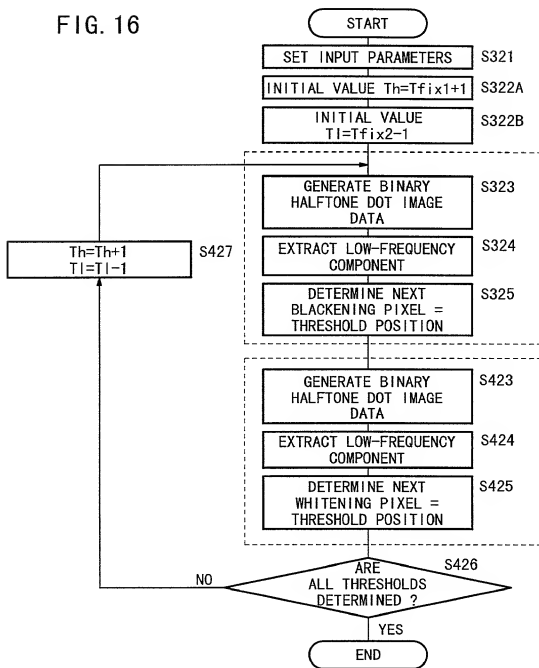 FIG. 16
START
SET INPUT PARAMETERS
S321
INITIAL VALUE Th=Tfix1+1
S322A
INITIAL VALUE
Tl=Tfix2-1
S322B
GENERATE BINARY
HALFTONE DOT IMAGE
DATA
S323
EXTRACT LOW-FREQUENCY
COMPONENT
S324
DETERMINE NEXT
BLACKENING PIXEL =
THRESHOLD POSITION
S325
Th=Th+1
Tl=Tl-1
S427
GENERATE BINARY
HALFTONE DOT IMAGE
DATA
S423
EXTRACT LOW-FREQUENCY
COMPONENT
S424
DETERMINE NEXT
WHITENING PIXEL =
THRESHOLD POSITION
S425
ARE
ALL THRESHOLDS
DETERMINED ?
S426
NO
YES
END